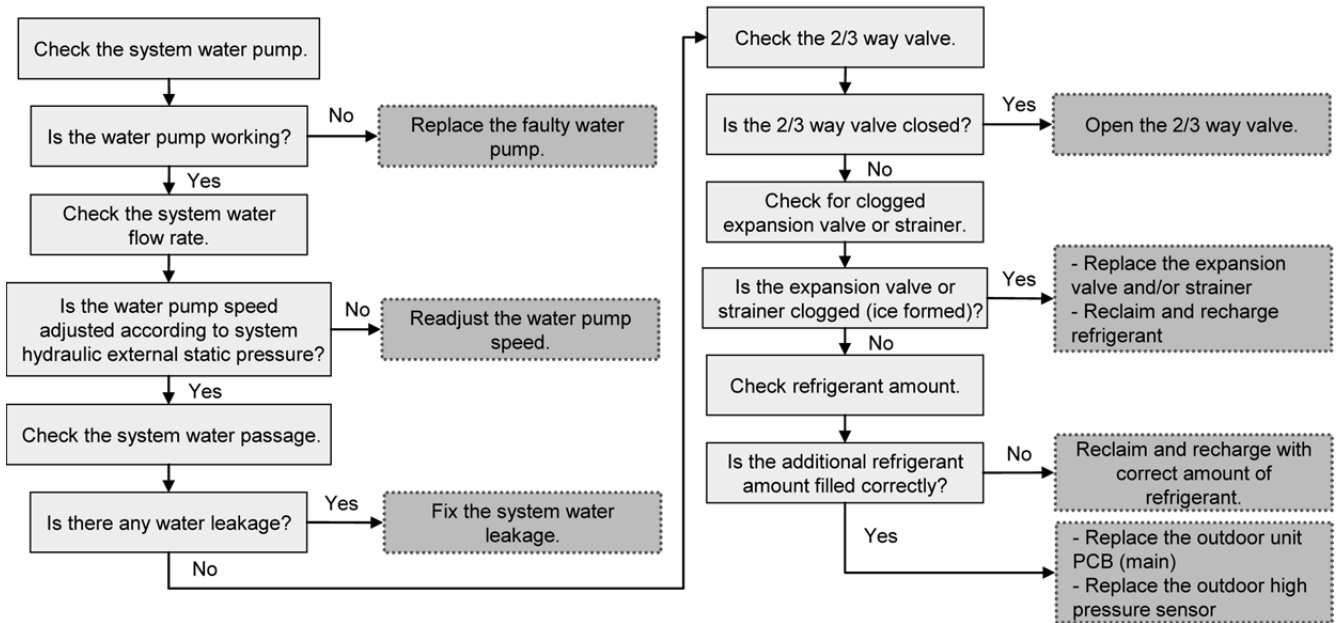 Check the system water pump.
Is the water pump working?
No
Replace the faulty water
pump.
Yes
Check the system water
flow rate.
Is the water pump speed
adjusted according to system
hydraulic external static pressure?
No
Readjust the water pump
speed.
Yes
Check the system water passage.
Is there any water leakage?
Yes
Fix the system water
leakage.
No
Check the 2/3 way valve.
Is the 2/3 way valve closed?
Yes
Open the 2/3 way valve.
No
Check for clogged
expansion valve or strainer.
Is the expansion valve or
strainer clogged (ice formed)?
Yes
- Replace the expansion
valve and/or strainer
- Reclaim and recharge
refrigerant
No
Check refrigerant amount.
Is the additional refrigerant
amount filled correctly?
No
Reclaim and recharge with
correct amount of
refrigerant.
Yes
- Replace the outdoor unit
PCB (main)
- Replace the outdoor high
pressure sensor